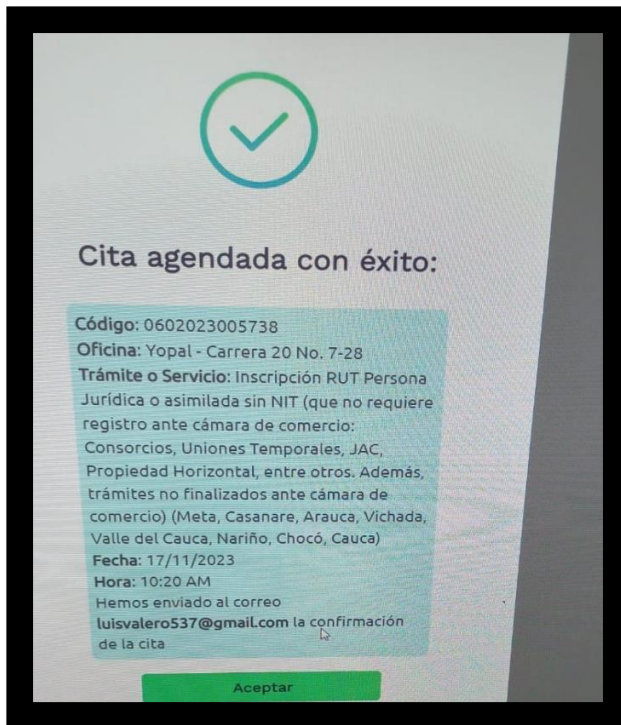 Cita agendada con éxito:
Código: 0602023005738
Oficina: Yopal - Carrera 20 No. 7-28
Trámite o Servicio: Inscripción RUT Persona
Jurídica o asimilada sin NIT (que no requiere
registro ante cámara de comercio:
Consorcios, Uniones Temporales, JAC,
Propiedad Horizontal, entre otros. Además,
trámites no finalizados ante cámara de
comercio) (Meta, Casanare, Arauca, Vichada,
Valle del Cauca, Nariño, Chocó, Cauca)
Fecha: 17/11/2023
Hora: 10:20 AM
Hemos enviado al correo
luisvalero537@gmail.com la confirmación
de la cita
Aceptar